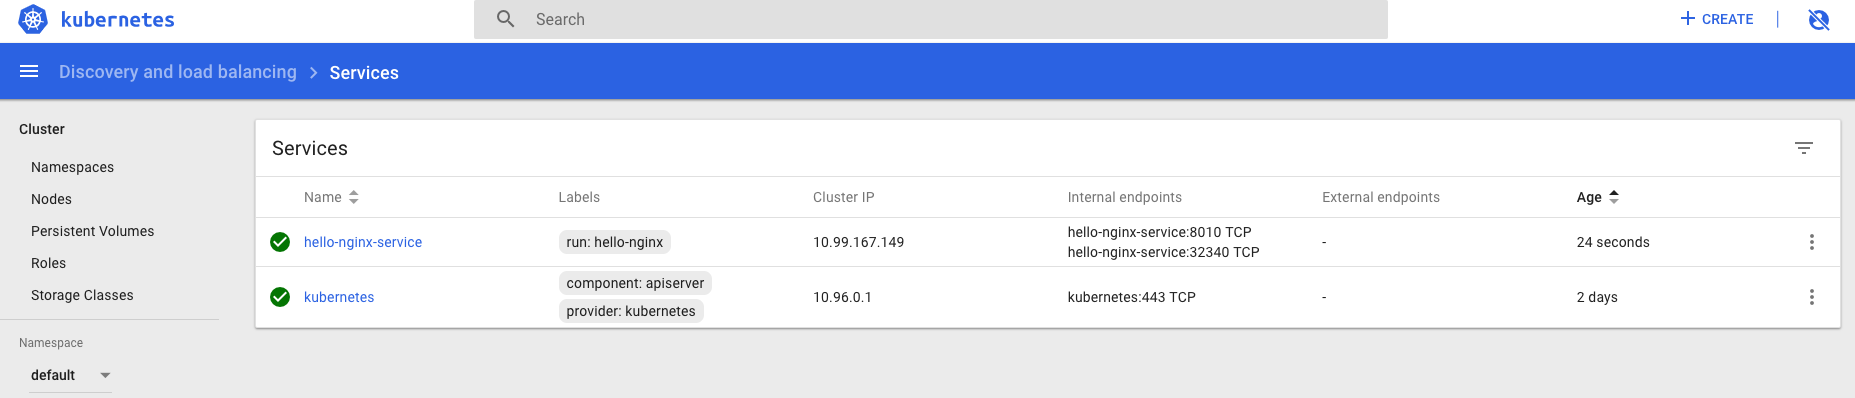 kubernetes
Search
CREATE
Discovery and load balancing > Services
Cluster
Namespaces
Nodes
Persistent Volumes
Roles
Storage Classes
Namespace
default
Services
Name Labels Cluster IP Internal endpoints External endpoints Age
hello-nginx-service run: hello-nginx 10.99.167.149 hello-nginx-service:8010 TCP - 24 seconds
hello-nginx-service:32340 TCP
kubernetes component: apiserver 10.96.0.1 kubernetes:443 TCP - 2 days
provider: kubernetes